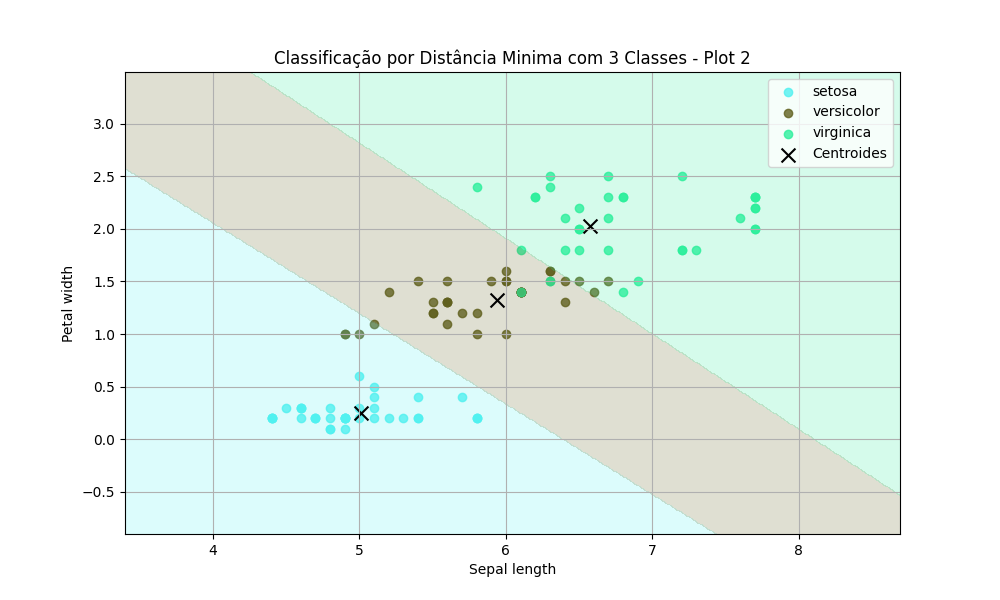 Classificação por Distância Minima com 3 Classes - Plot 2
setosa
versicolor
virginica
Centroides
Petal width
3.0
2.5
2.0
1.5
1.0
0.5
0.0
−0.5
4
5
6
7
8
Sepal length